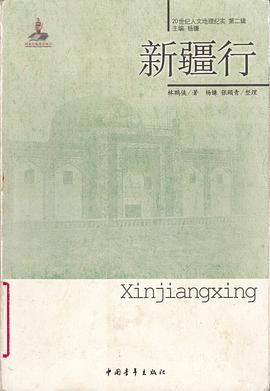 20世纪人文地理纪实 第二辑
主编 杨镰
新疆行
林鹏侠/著 杨镰 张颐青/整理
Xinjiangxing
中国青年出版社